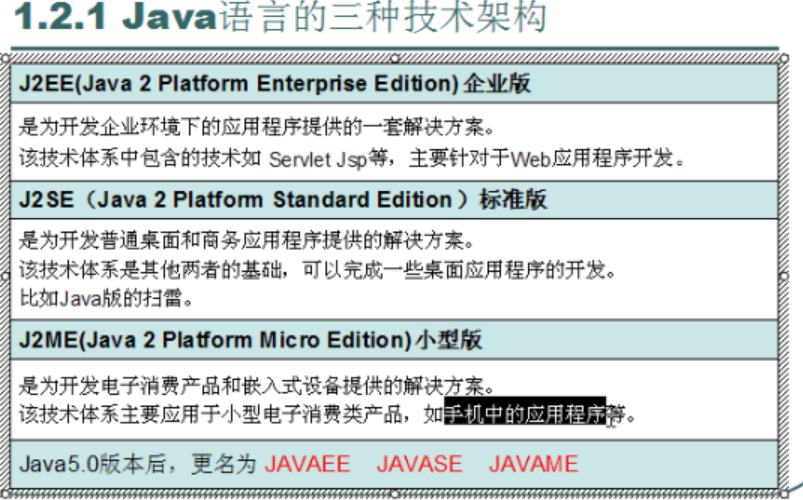 1.2.1 Java语言的三种技术架构
J2EE(Java 2 Platform Enterprise Edition)企业版
是为开发企业环境下的应用程序提供的一套解决方案。
该技术体系中包含的技术如 Servlet Jsp等，主要针对于Web应用程序开发。
J2SE（Java 2 Platform Standard Edition）标准版
是为开发普通桌面和商务应用程序提供的解决方案。
该技术体系是其他两者的基础，可以完成一些桌面应用程序的开发。
比如Java版的扫雷。
J2ME(Java 2 Platform Micro Edition)小型版
是为开发电子消费产品和嵌入式设备提供的解决方案。
该技术体系主要应用于小型电子消费类产品，如手机中的应用程序等。
Java5.0版本后，更名为 JAVAEE JAVASE JAVAME